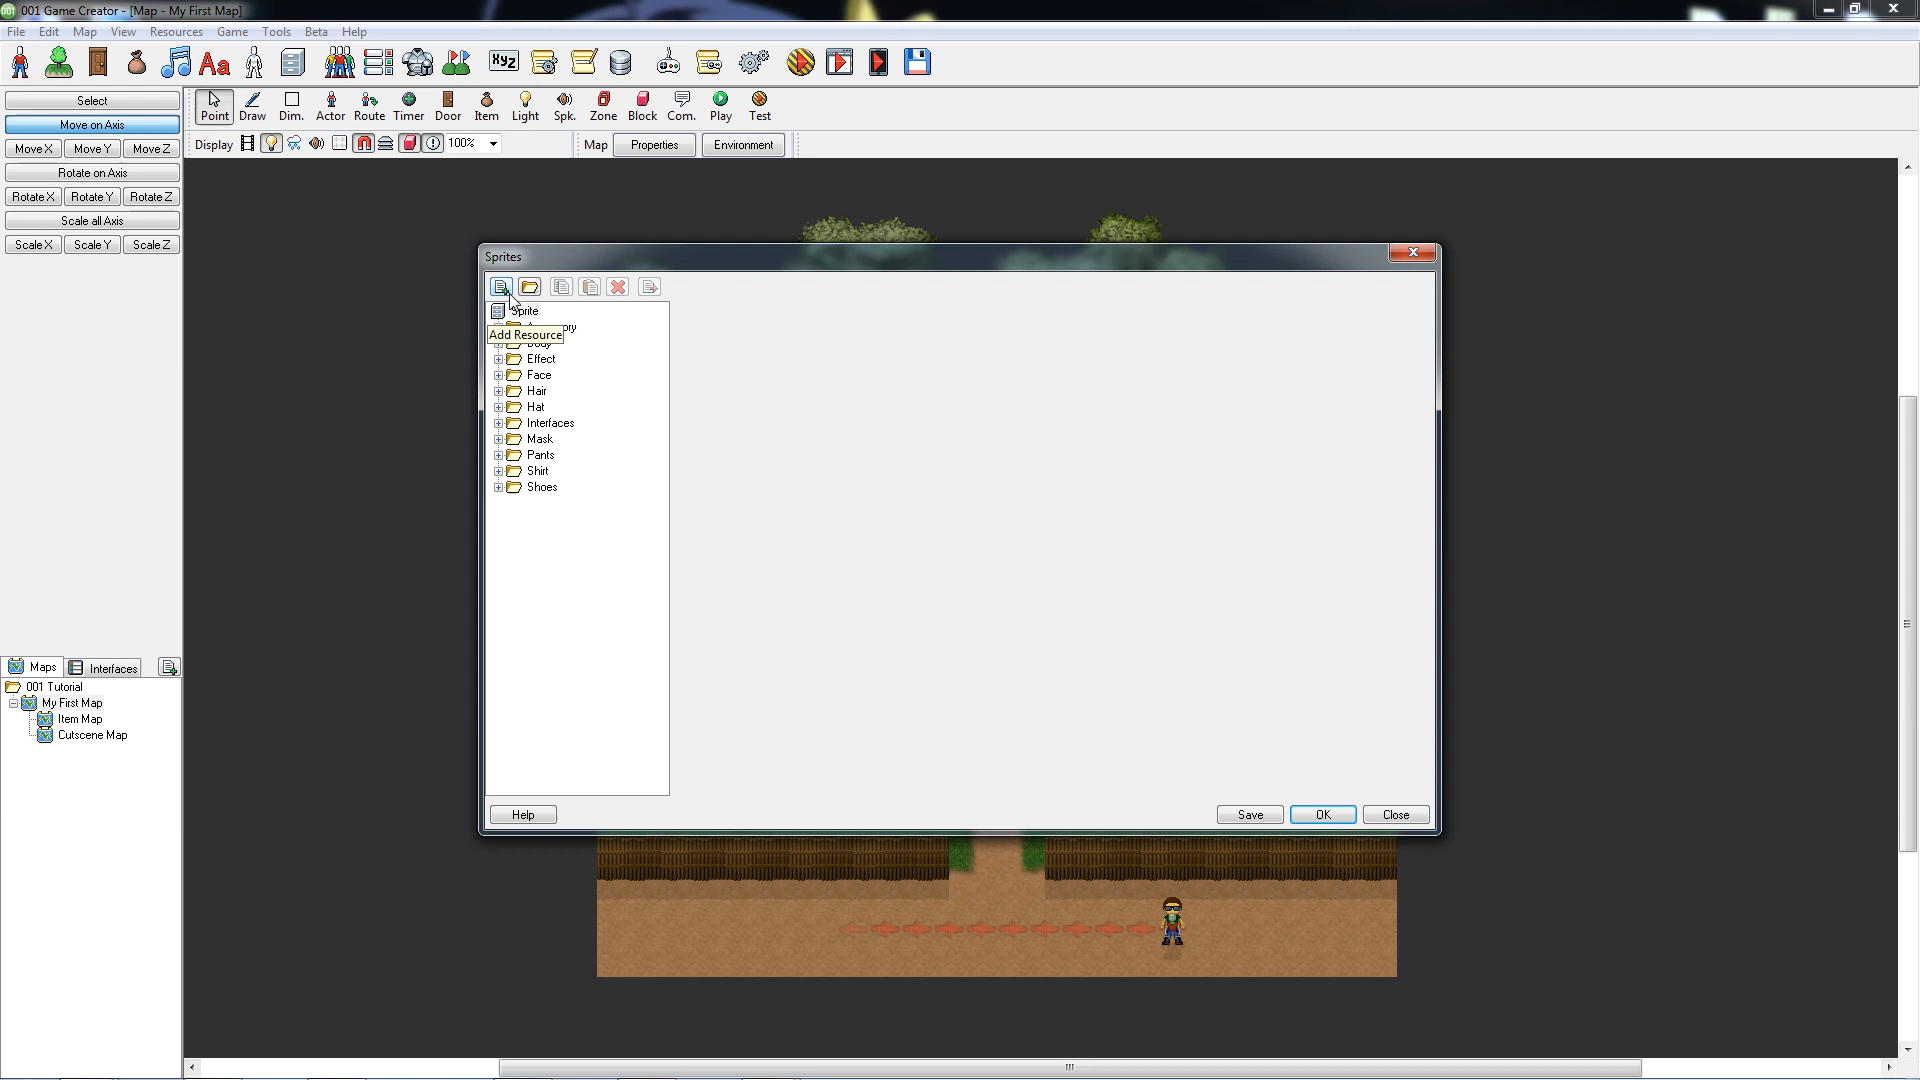 001 Game Creator - [Map - My First Map]
File Edit Map View Resources Game Tools Beta Help
Aa Xyz
Select
Point Draw Dim. Actor Route Timer Door Item Light Spk. Zone Block Com. Play Test
Move on Axis
Move X Move Y Move Z
Display 100% Map Properties Environment
Rotate on Axis
Rotate X Rotate Y Rotate Z
Scale all Axis
Scale X Scale Y Scale Z
Sprites
Sprite
Add Resource
Body
Effect
Face
Hair
Hat
Interfaces
Mask
Pants
Shirt
Shoes
Help Save OK Close
Maps Interfaces
001 Tutorial
My First Map
Item Map
Cutscene Map